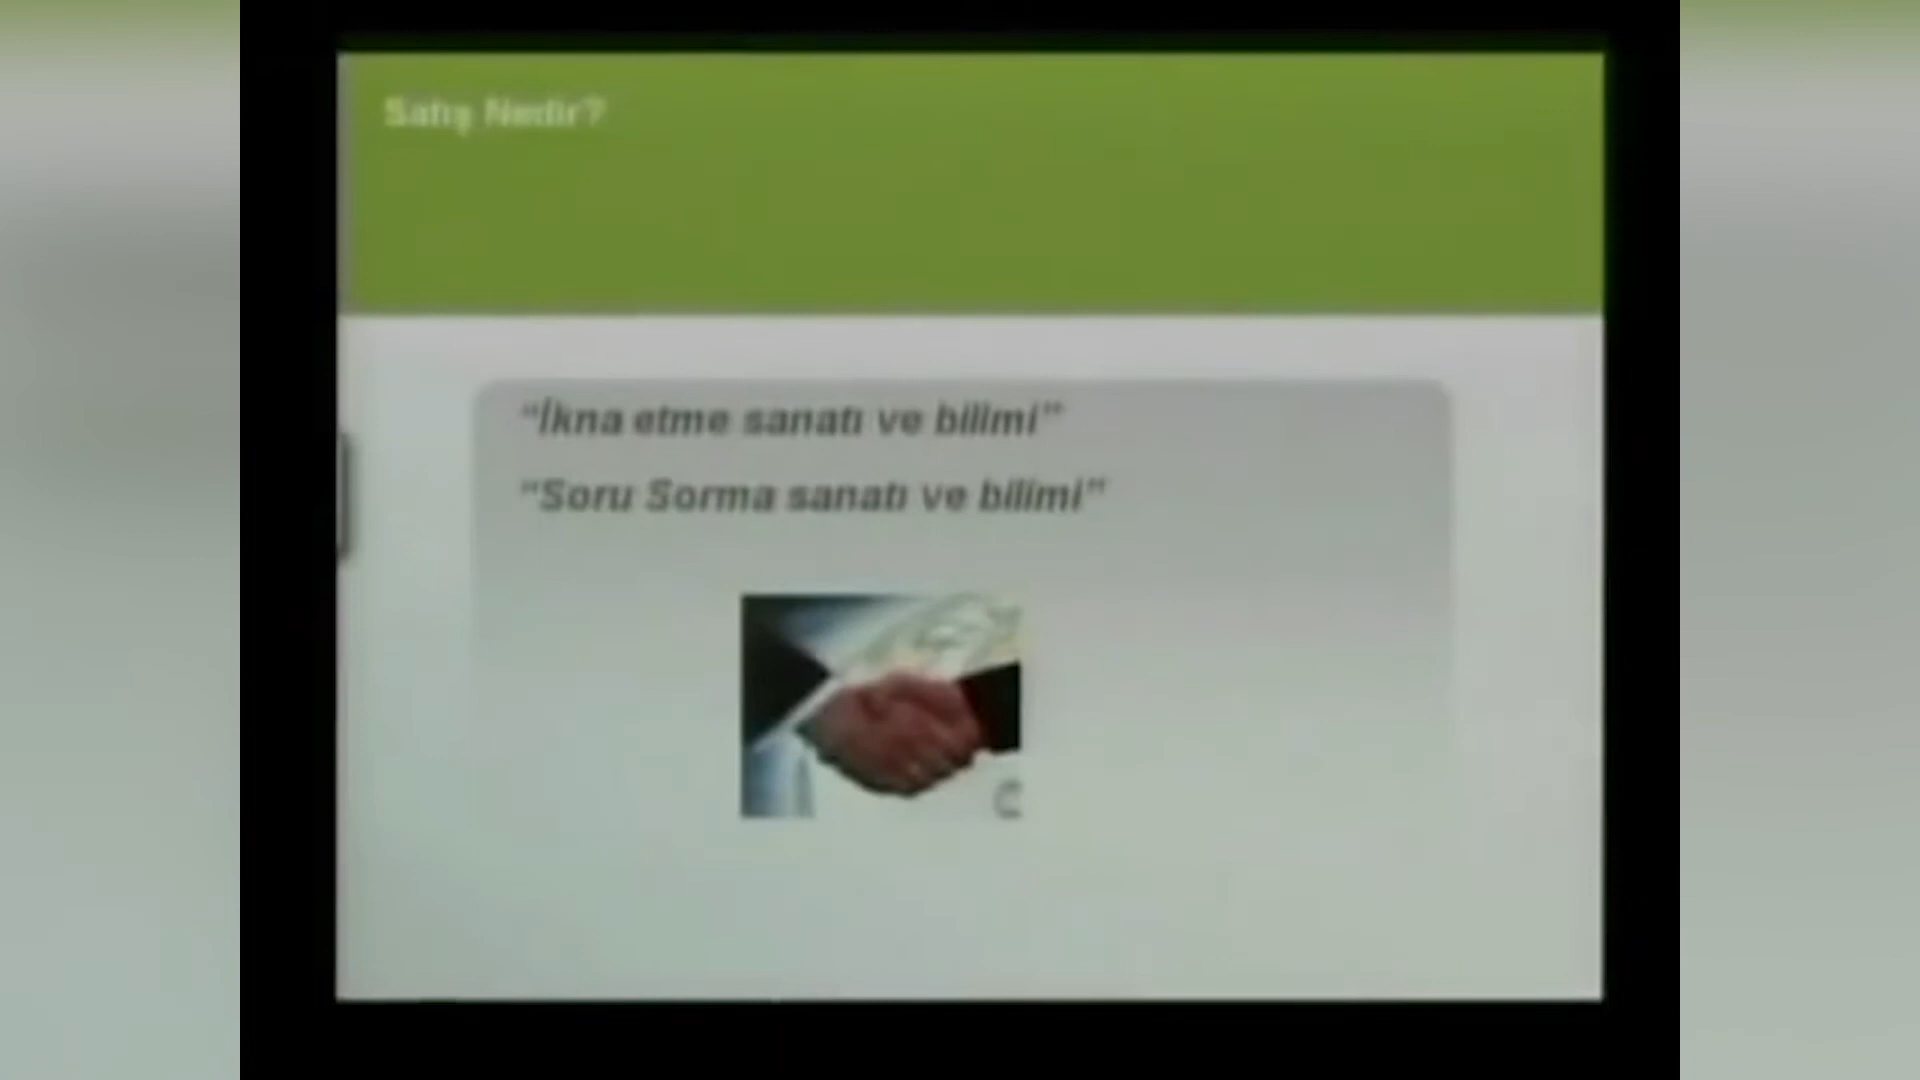 Satış Nedir?
“İkna etme sanatı ve bilimi”
“Soru Sorma sanatı ve bilimi”